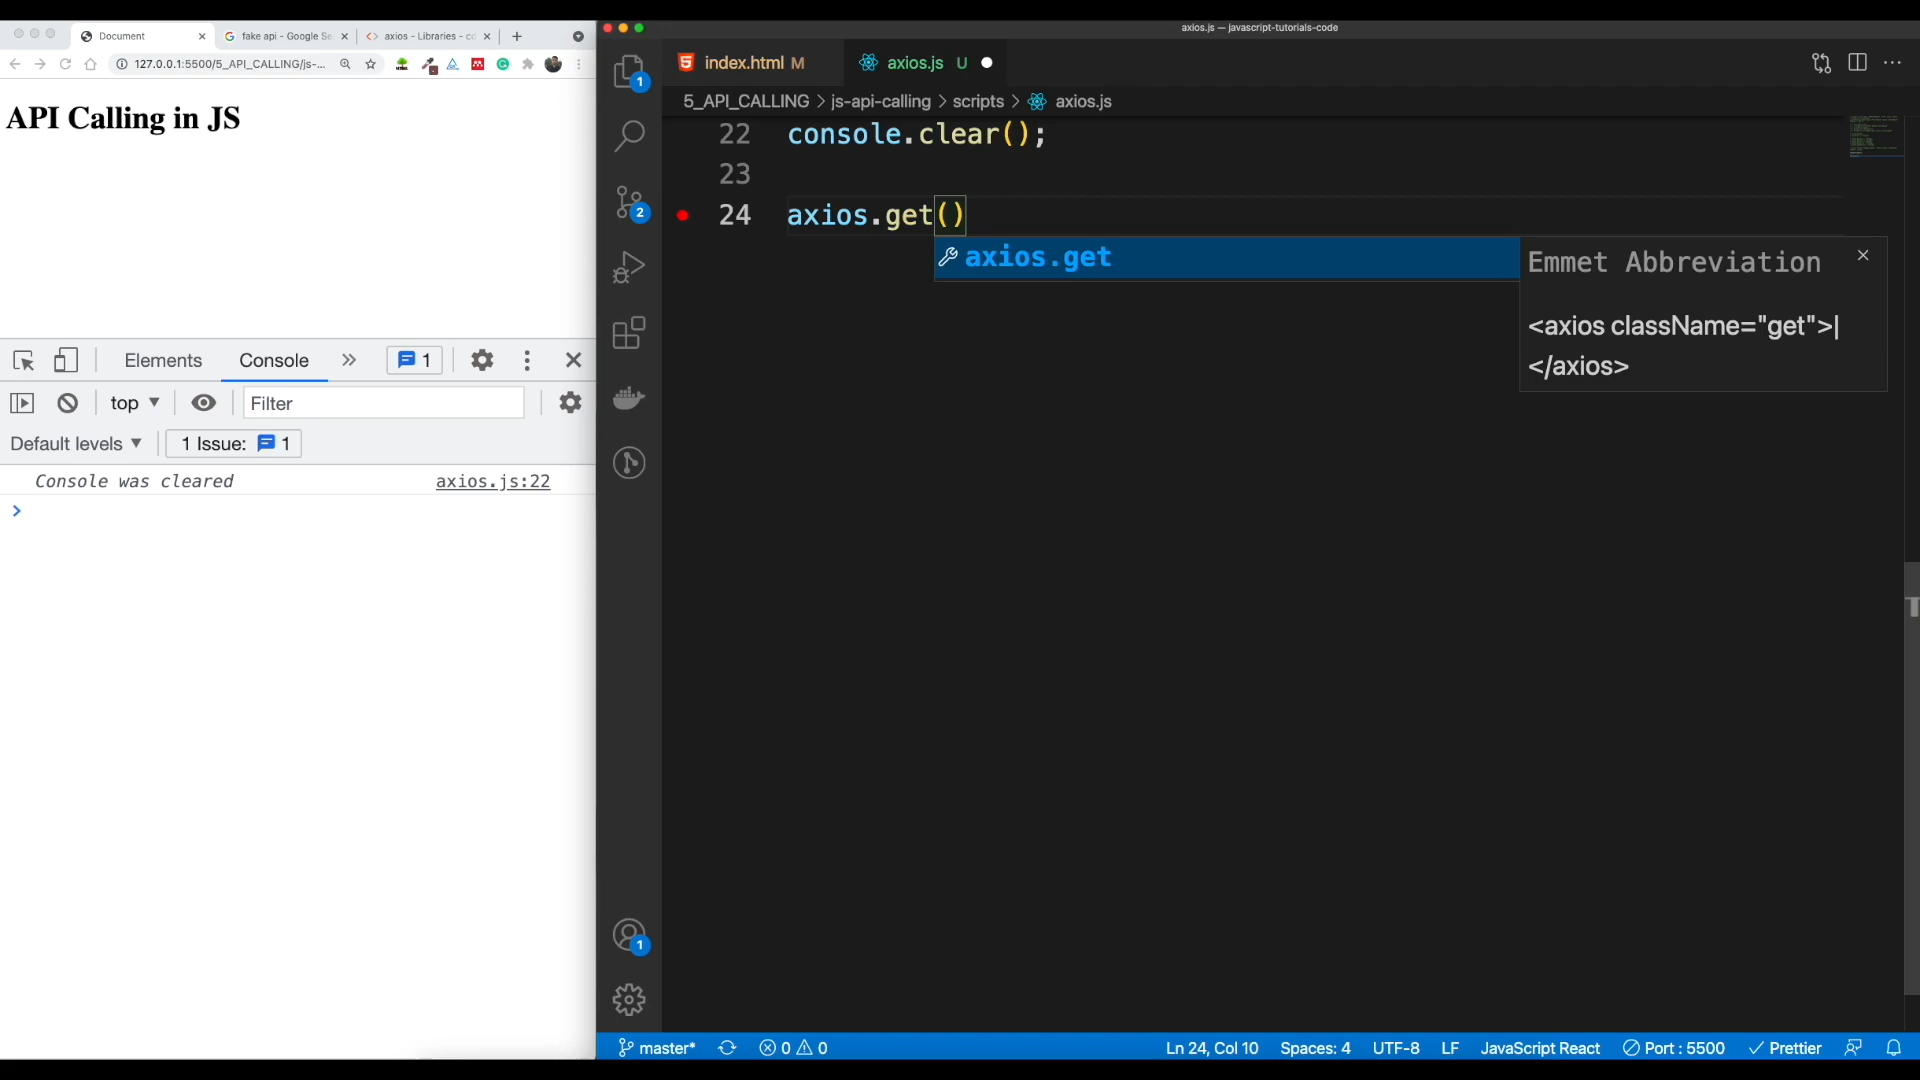 Document
fake api - Google Se
axios - Libraries - cd
127.0.0.1:5500/5_API_CALLING/js-...
API Calling in JS
Elements
Console
1
top
Filter
Default levels
1 Issue: 1
Console was cleared
axios.js:22
axios.js — javascript-tutorials-code
index.html M
axios.js U
5_API_CALLING > js-api-calling > scripts > axios.js
22 console.clear();
23
24 axios.get()
axios.get
Emmet Abbreviation
<axios className="get">|
</axios>
1
2
1
master*
0 0
Ln 24, Col 10
Spaces: 4
UTF-8
LF
JavaScript React
Port : 5500
Prettier